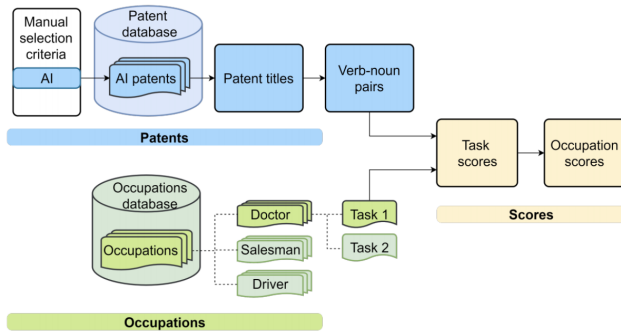 Manual
selection
criteria
AI
Patent
database
AI patents
Patent titles
Verb-noun
pairs
Patents
Task
scores
Occupation
scores
Scores
Occupations
database
Occupations
Doctor
Salesman
Driver
Task 1
Task 2
Occupations